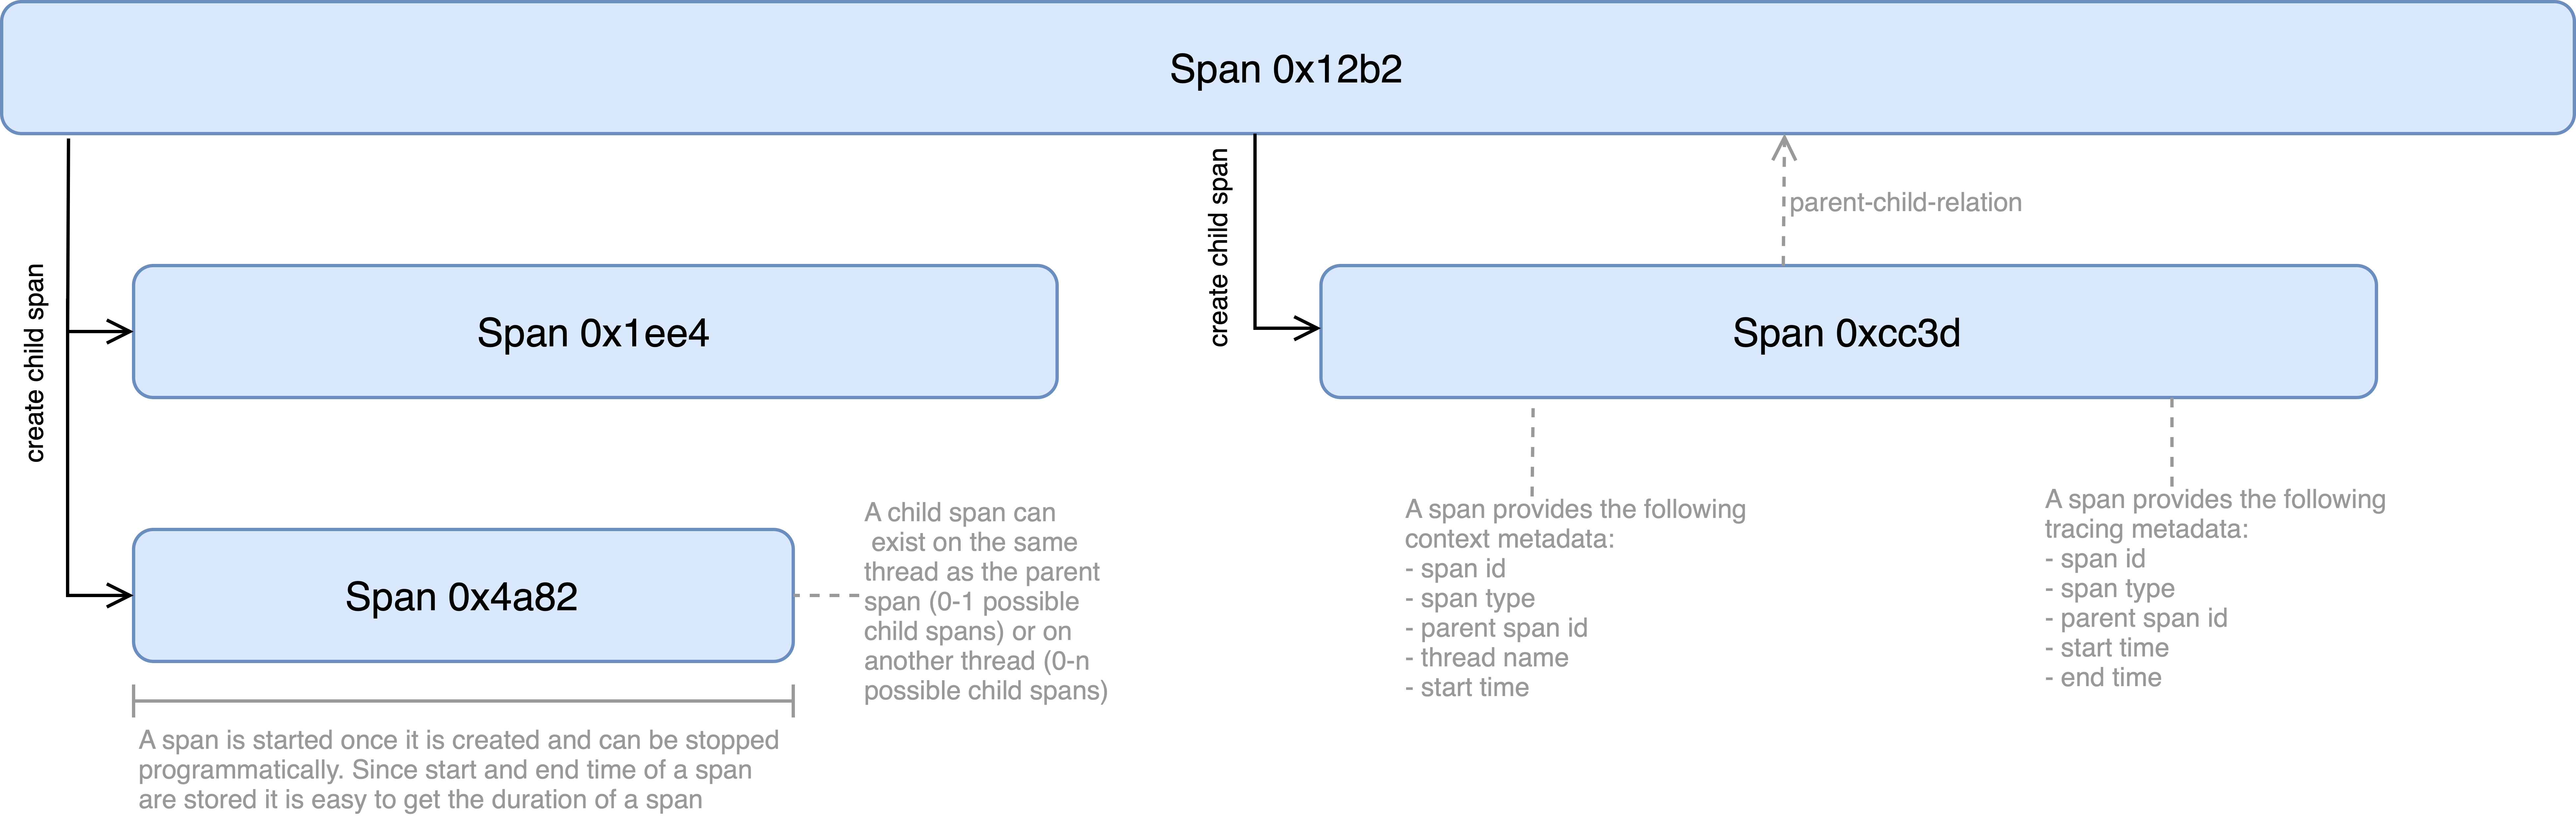 Span 0x12b2
create child span
parent-child-relation
create child span
Span 0x1ee4
Span 0xcc3d
Span 0x4a82
A child span can
exist on the same
thread as the parent
span (0-1 possible
child spans) or on
another thread (0-n
possible child spans)
A span is started once it is created and can be stopped
programmatically. Since start and end time of a span
are stored it is easy to get the duration of a span
A span provides the following
context metadata:
- span id
- span type
- parent span id
- thread name
- start time
A span provides the following
tracing metadata:
- span id
- span type
- parent span id
- start time
- end time